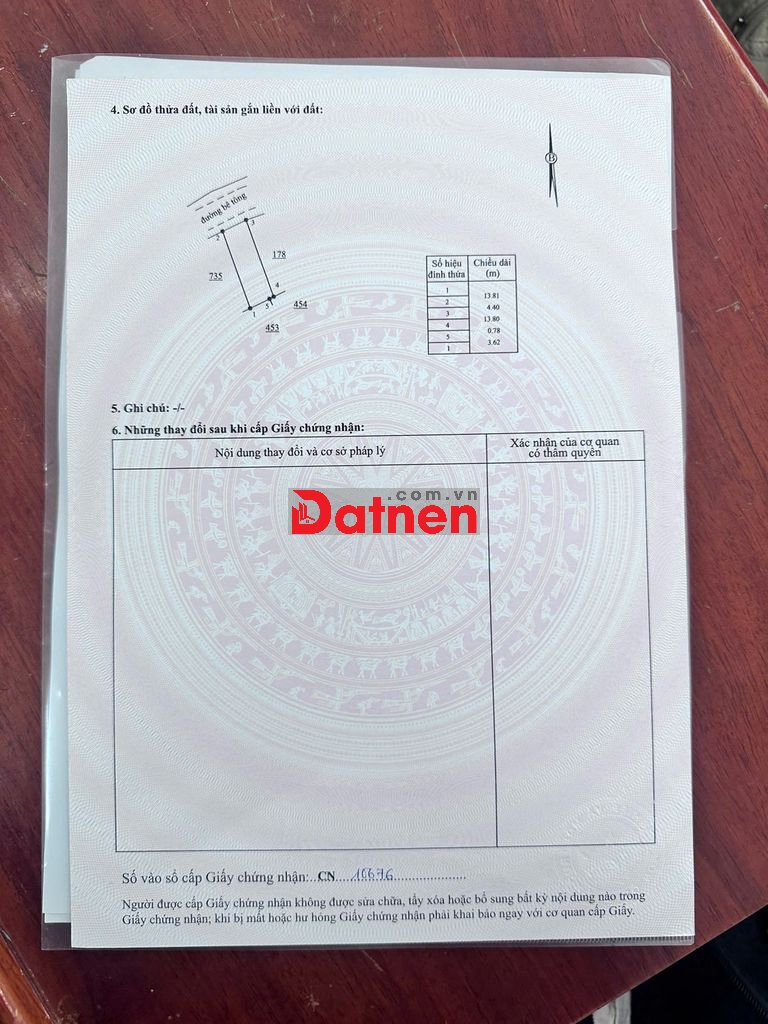 4. Sơ đồ thửa đất, tài sản gắn liền với đất:
B
đường bê tông
2
3
178
735
4
5
454
1
453
Số hiệu đỉnh thửa
Chiều dài (m)
1
13.81
2
4.40
3
13.80
4
0.78
5
3.62
1
5. Ghi chú: -/-
6. Những thay đổi sau khi cấp Giấy chứng nhận:
Nội dung thay đổi và cơ sở pháp lý
Xác nhận của cơ quan
có thẩm quyền
.com.vn
Datnen
Số vào sổ cấp Giấy chứng nhận:...CN....10676....................
Người được cấp Giấy chứng nhận không được sửa chữa, tẩy xóa hoặc bổ sung bất kỳ nội dung nào trong
Giấy chứng nhận; khi bị mất hoặc hư hỏng Giấy chứng nhận phải khai báo ngay với cơ quan cấp Giấy.